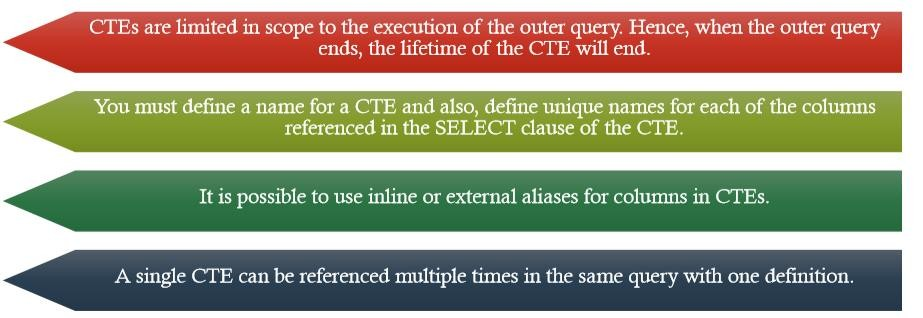 CTEs are limited in scope to the execution of the outer query. Hence, when the outer query
ends, the lifetime of the CTE will end.
You must define a name for a CTE and also, define unique names for each of the columns
referenced in the SELECT clause of the CTE.
It is possible to use inline or external aliases for columns in CTEs.
A single CTE can be referenced multiple times in the same query with one definition.